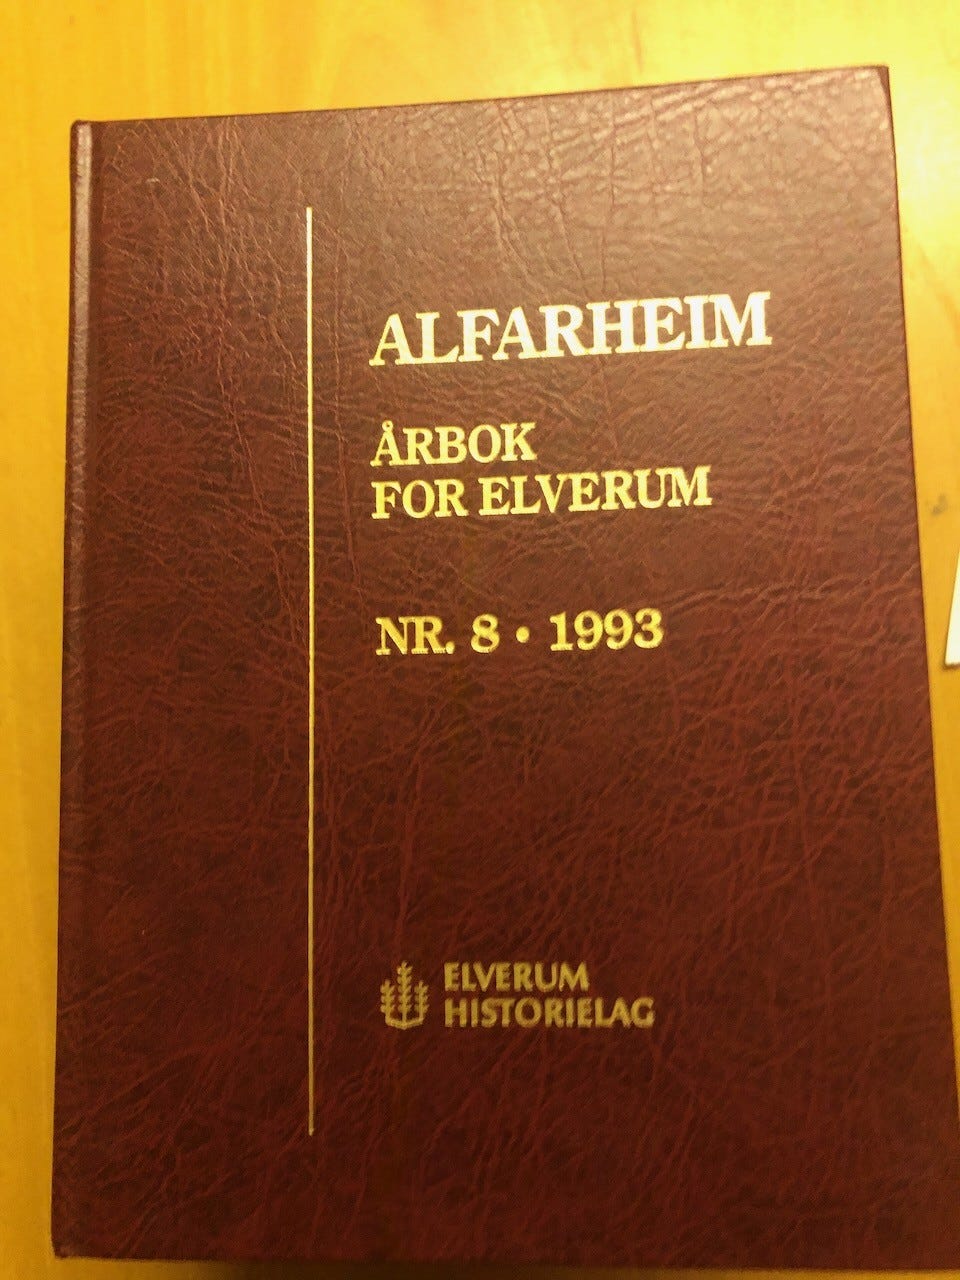 ALFARHEIM
ÅRBOK
FOR ELVERUM
NR. 8 • 1993
ELVERUM
HISTORIELAG